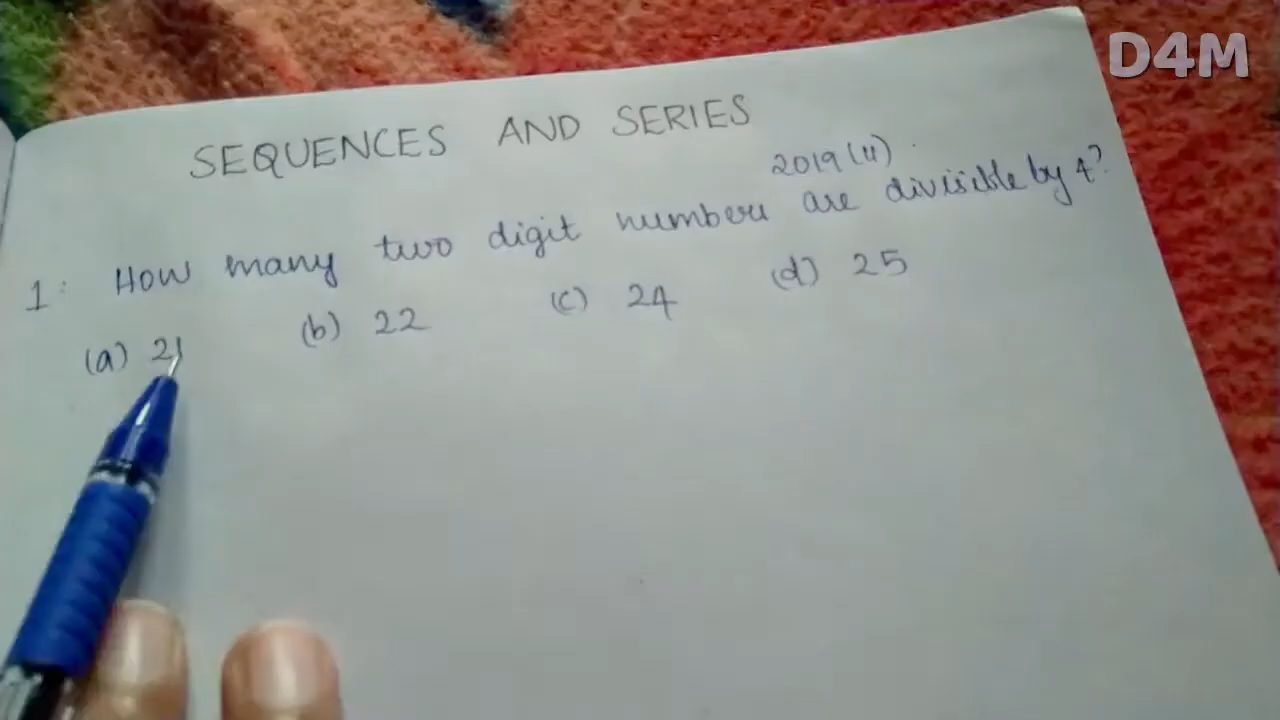 D4M
SEQUENCES AND SERIES
2019 (II)
1: How many two digit numbers are divisible by 4?
(a) 21 (b) 22 (c) 24 (d) 25